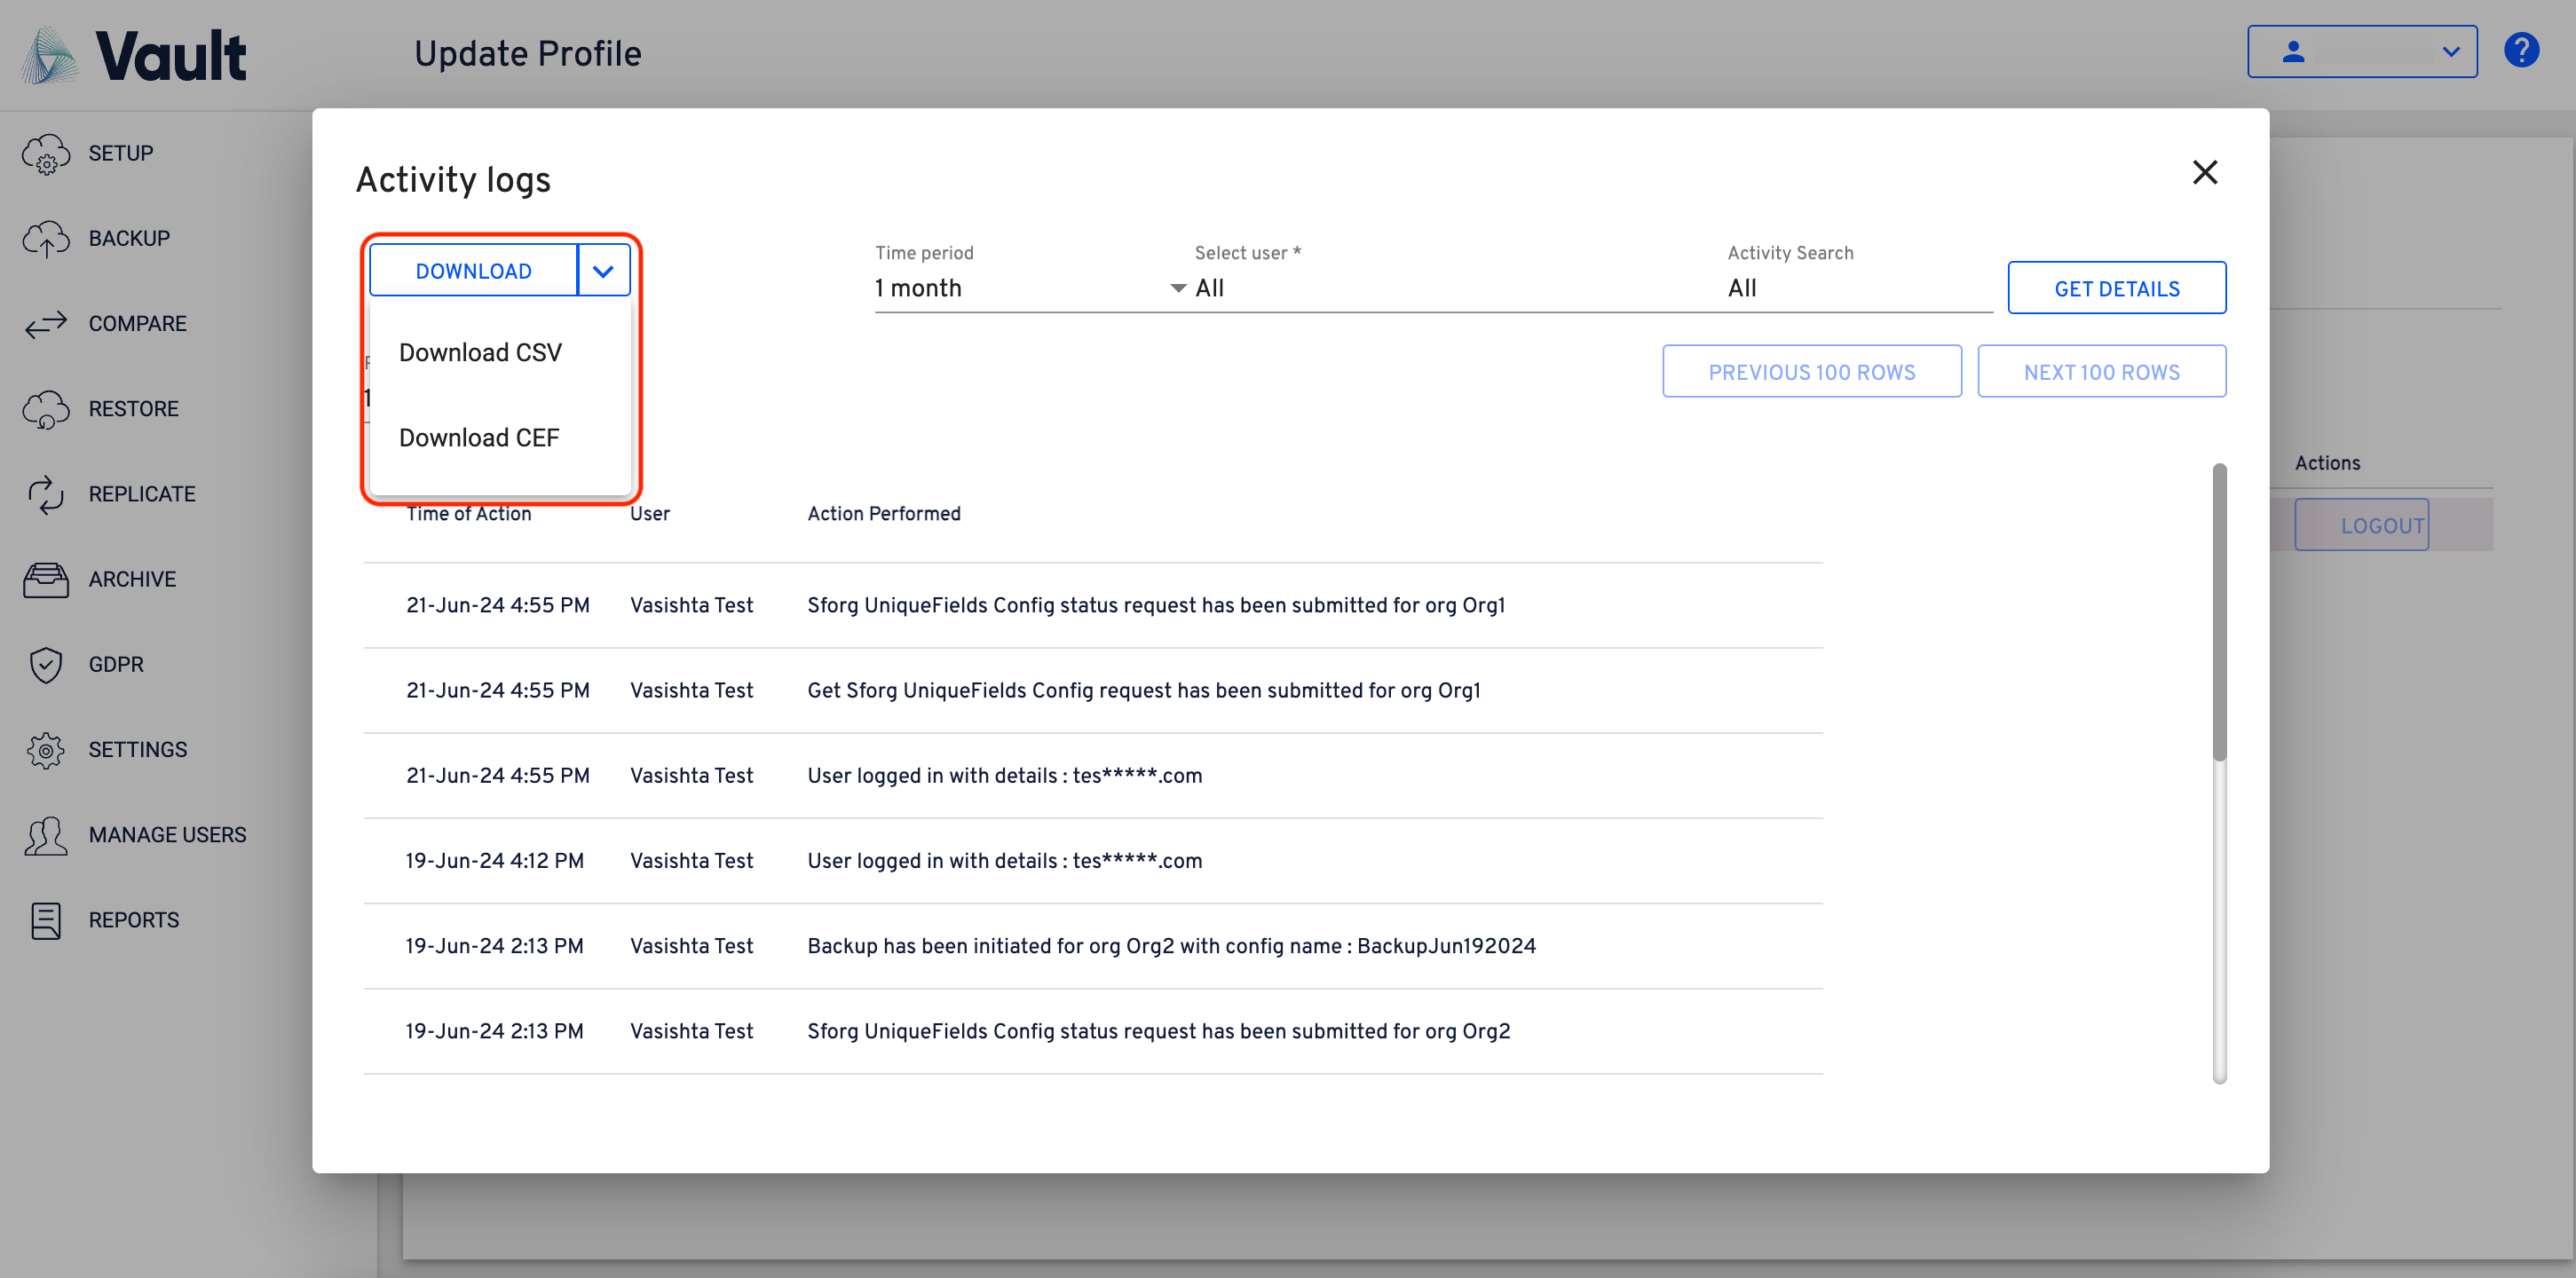 Vault
Update Profile
?
SETUP
BACKUP
COMPARE
RESTORE
REPLICATE
ARCHIVE
GDPR
SETTINGS
MANAGE USERS
REPORTS
Activity logs
DOWNLOAD
Download CSV
Download CEF
Time period
1 month
Select user *
All
Activity Search
All
GET DETAILS
PREVIOUS 100 ROWS
NEXT 100 ROWS
Actions
LOGOUT
Time of Action User Action Performed
21-Jun-24 4:55 PM Vasishta Test Sforg UniqueFields Config status request has been submitted for org Org1
21-Jun-24 4:55 PM Vasishta Test Get Sforg UniqueFields Config request has been submitted for org Org1
21-Jun-24 4:55 PM Vasishta Test User logged in with details : tes*****.com
19-Jun-24 4:12 PM Vasishta Test User logged in with details : tes*****.com
19-Jun-24 2:13 PM Vasishta Test Backup has been initiated for org Org2 with config name : BackupJun192024
19-Jun-24 2:13 PM Vasishta Test Sforg UniqueFields Config status request has been submitted for org Org2